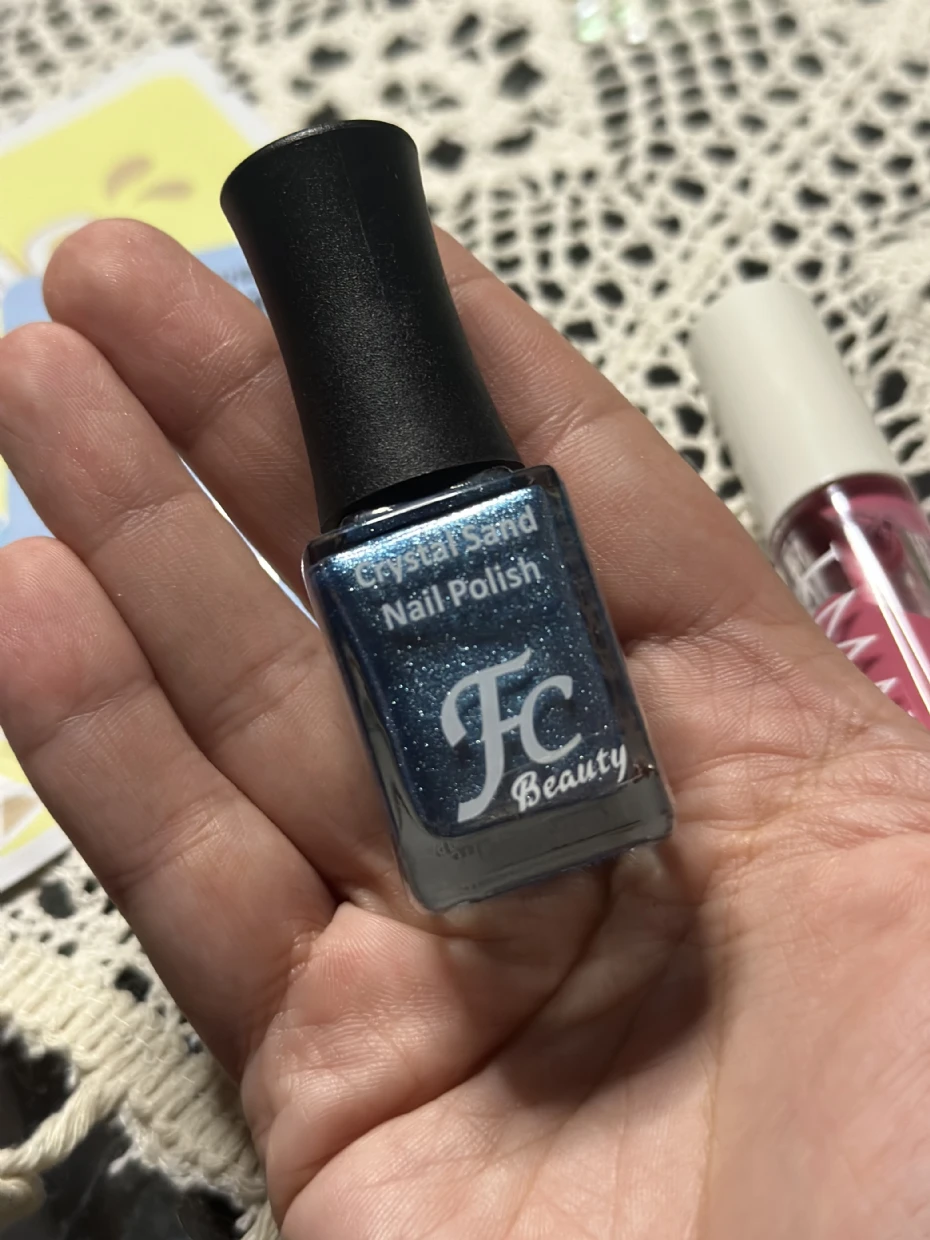 Crystal Sand
Nail Polish
Fc
Beauty